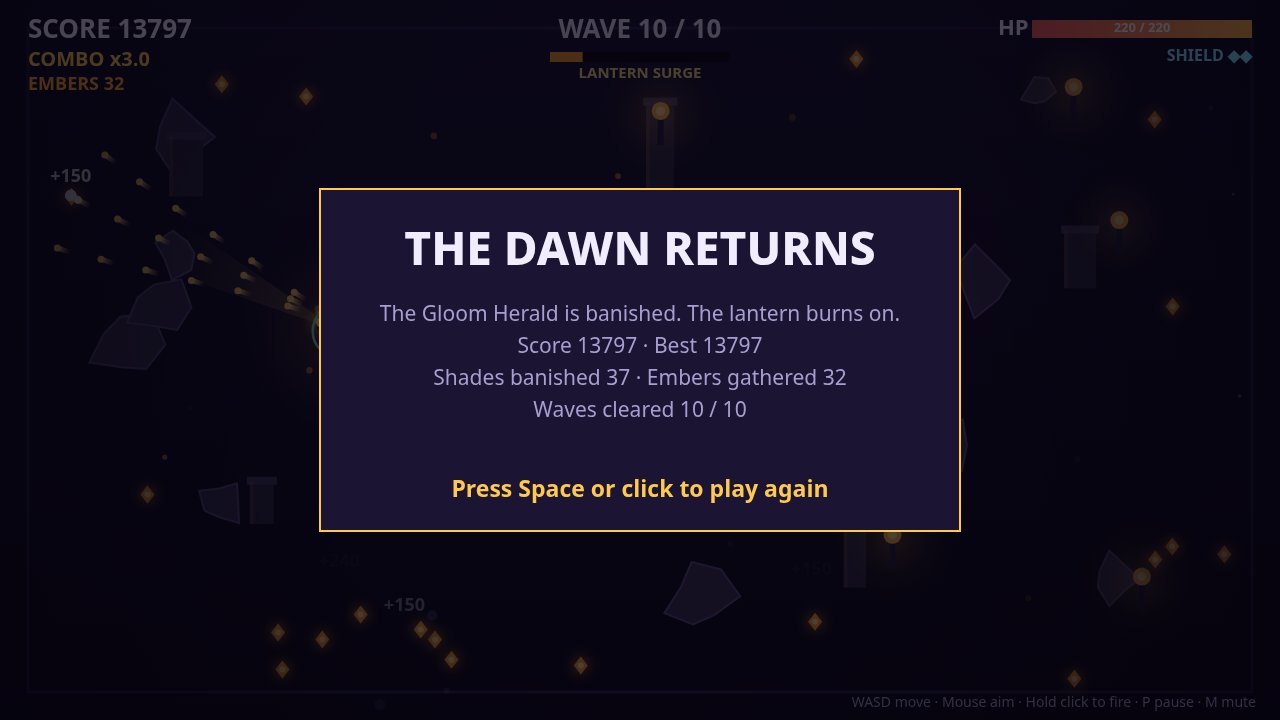 SCORE 13797
WAVE 10 / 10
HP
220 / 220
COMBO x3.0
SHIELD
EMBERS 32
LANTERN SURGE
+150
THE DAWN RETURNS
The Gloom Herald is banished. The lantern burns on.
Score 13797 · Best 13797
Shades banished 37 · Embers gathered 32
Waves cleared 10 / 10
Press Space or click to play again
+240
+150
+150
WASD move · Mouse aim · Hold click to fire · P pause · M mute